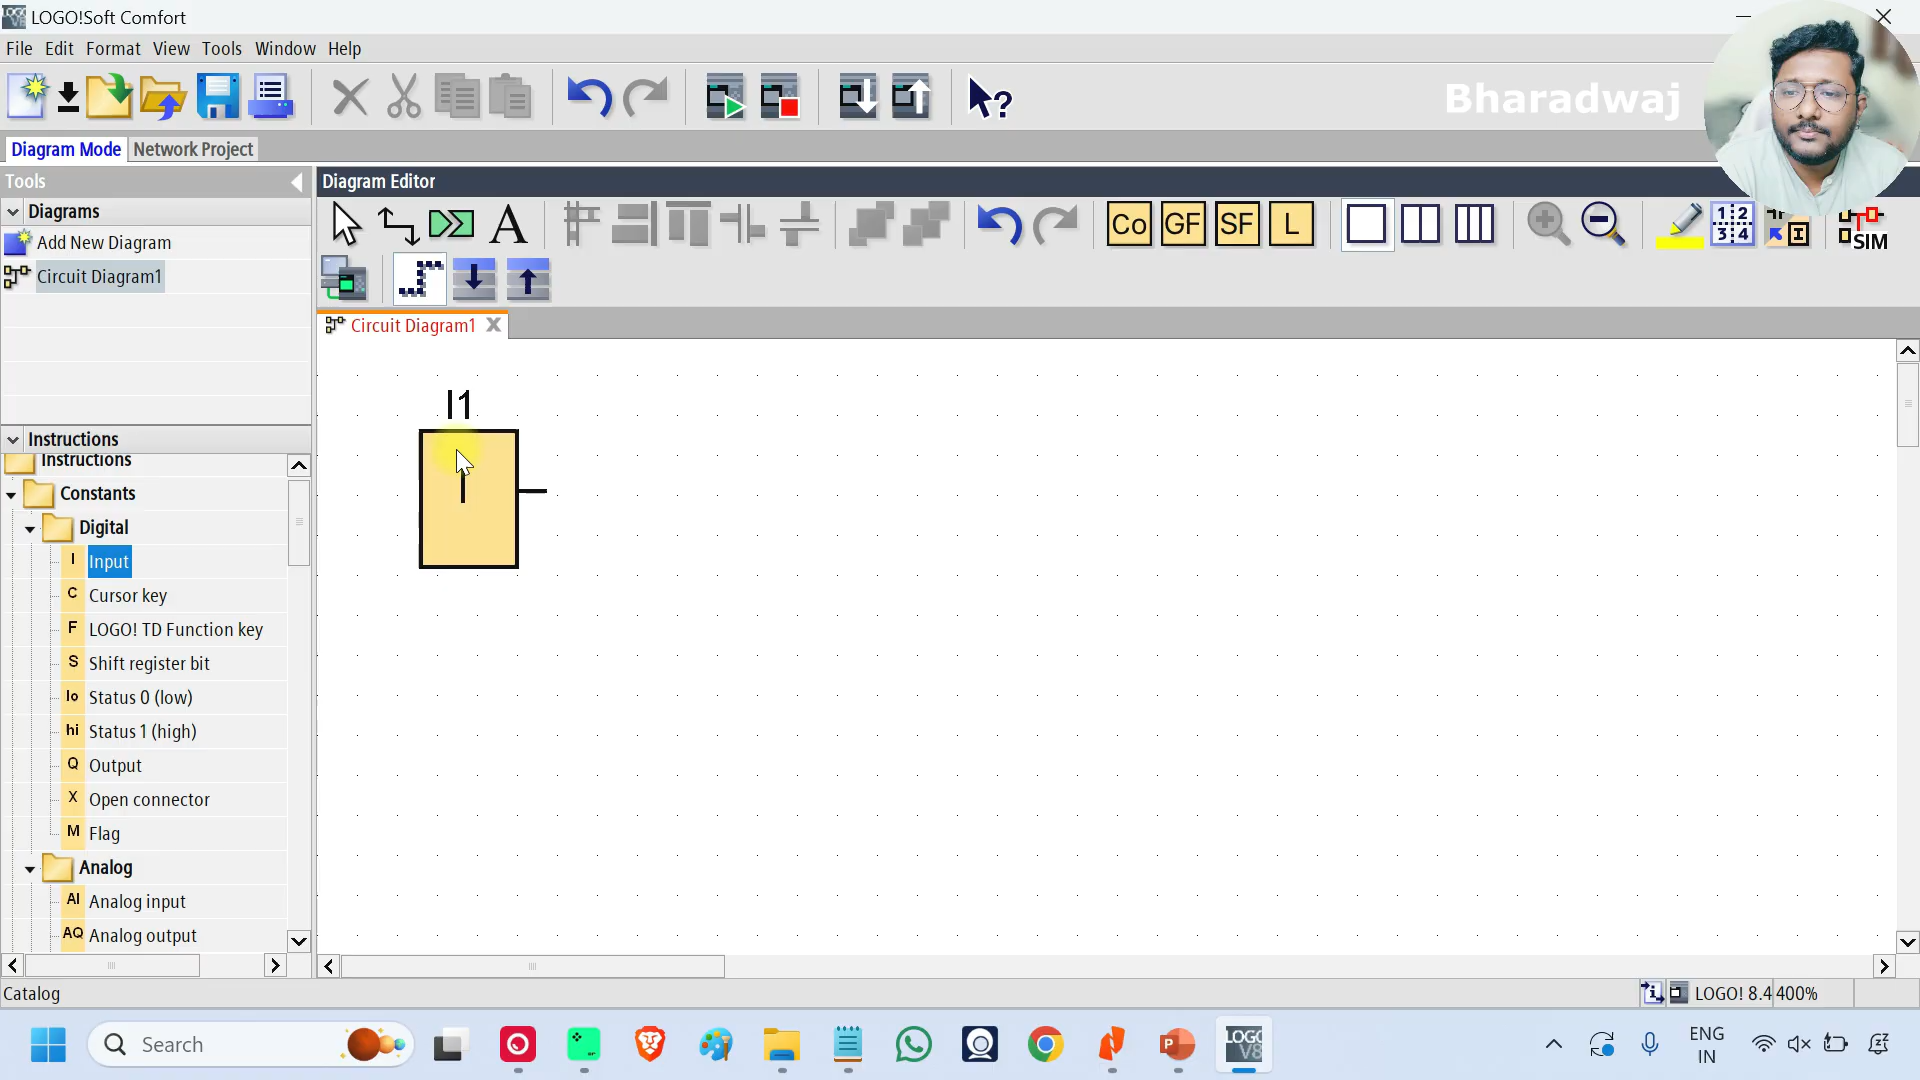 LOGO!Soft Comfort
File Edit Format View Tools Window Help
Bharadwaj
Diagram Mode Network Project
Tools
Diagram Editor
Diagrams
Add New Diagram
Circuit Diagram1
A Co GF SF L 1 2 3 4 I SIM
Circuit Diagram1
I1
I
Instructions
Instructions
Constants
Digital
I Input
C Cursor key
F LOGO! TD Function key
S Shift register bit
lo Status 0 (low)
hi Status 1 (high)
Q Output
X Open connector
M Flag
Analog
AI Analog input
AQ Analog output
Catalog
LOGO! 8.4 400%
Search
LOGO V8
ENG
IN